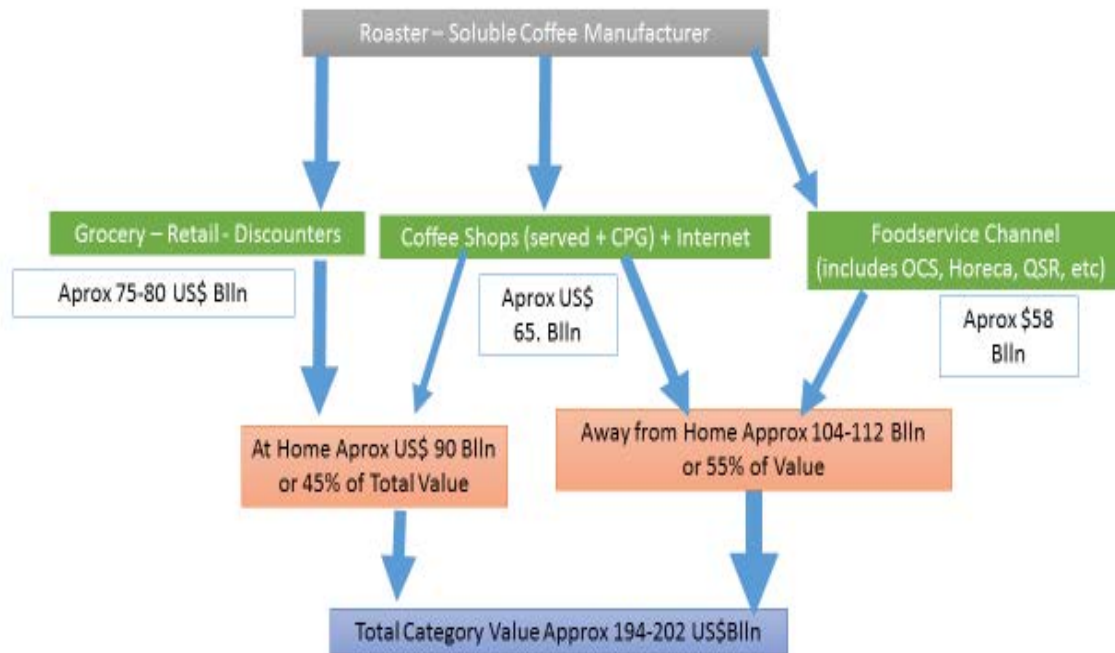 Roaster – Soluble Coffee Manufacturer
Grocery – Retail - Discounters
Coffee Shops (served + CPG) + Internet
Foodservice Channel
(includes OCS, Horeca, QSR, etc)
Aprox 75-80 US$ Blln
Aprox US$
65. Blln
Aprox $58
Blln
At Home Aprox US$ 90 Blln
or 45% of Total Value
Away from Home Approx 104-112 Blln
or 55% of Value
Total Category Value Approx 194-202 US$Blln